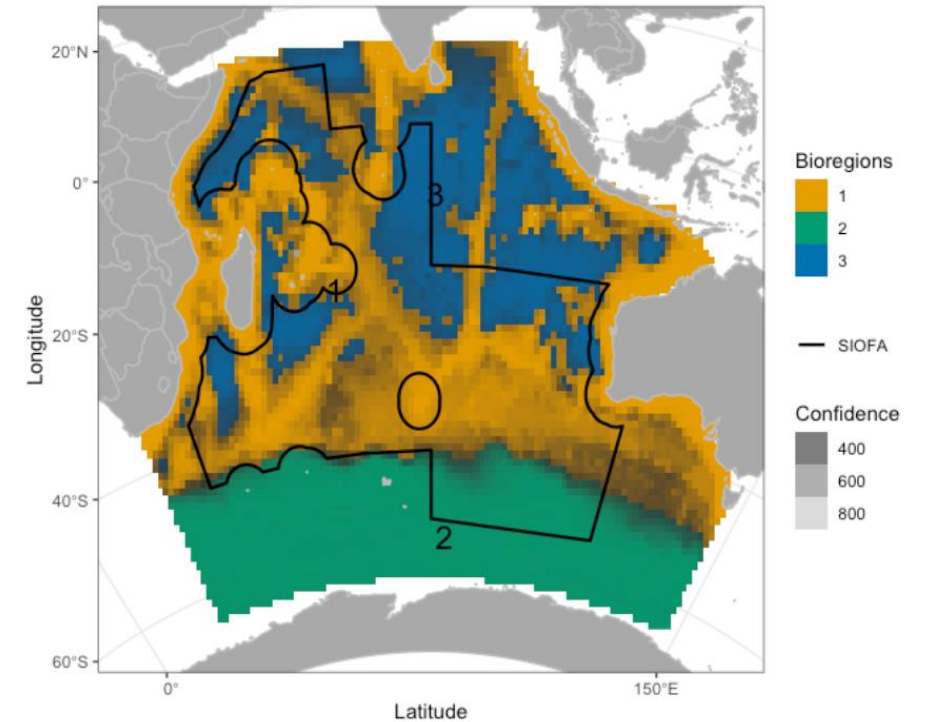 20°N
0°
20°S
40°S
60°S
Longitude
0°
150°E
Latitude
1
2
3
Bioregions
1
2
3
SIOFA
Confidence
400
600
800